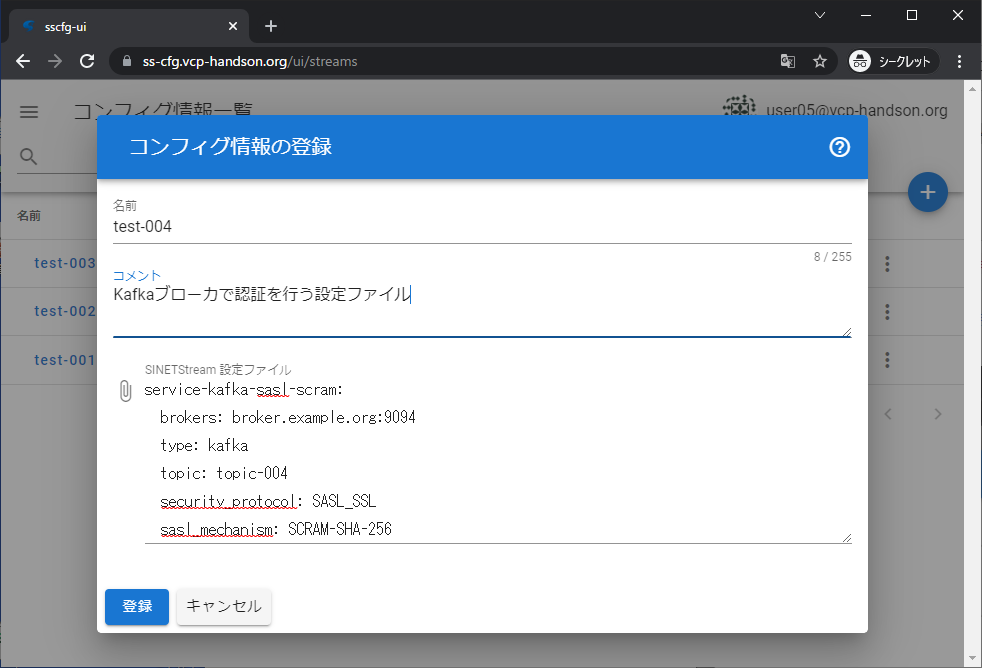 sscfg-ui
ss-cfg.vcp-handson.org/ui/streams
シークレット
コンフィグ情報一覧
user05@vcp-handson.org
コンフィグ情報の登録
名前
名前
test-004
8 / 255
test-003
コメント
Kafkaブローカで認証を行う設定ファイル
test-002
test-001
SINETStream 設定ファイル
service-kafka-sasl-scram:
brokers: broker.example.org:9094
type: kafka
topic: topic-004
security_protocol: SASL_SSL
sasl_mechanism: SCRAM-SHA-256
登録
キャンセル